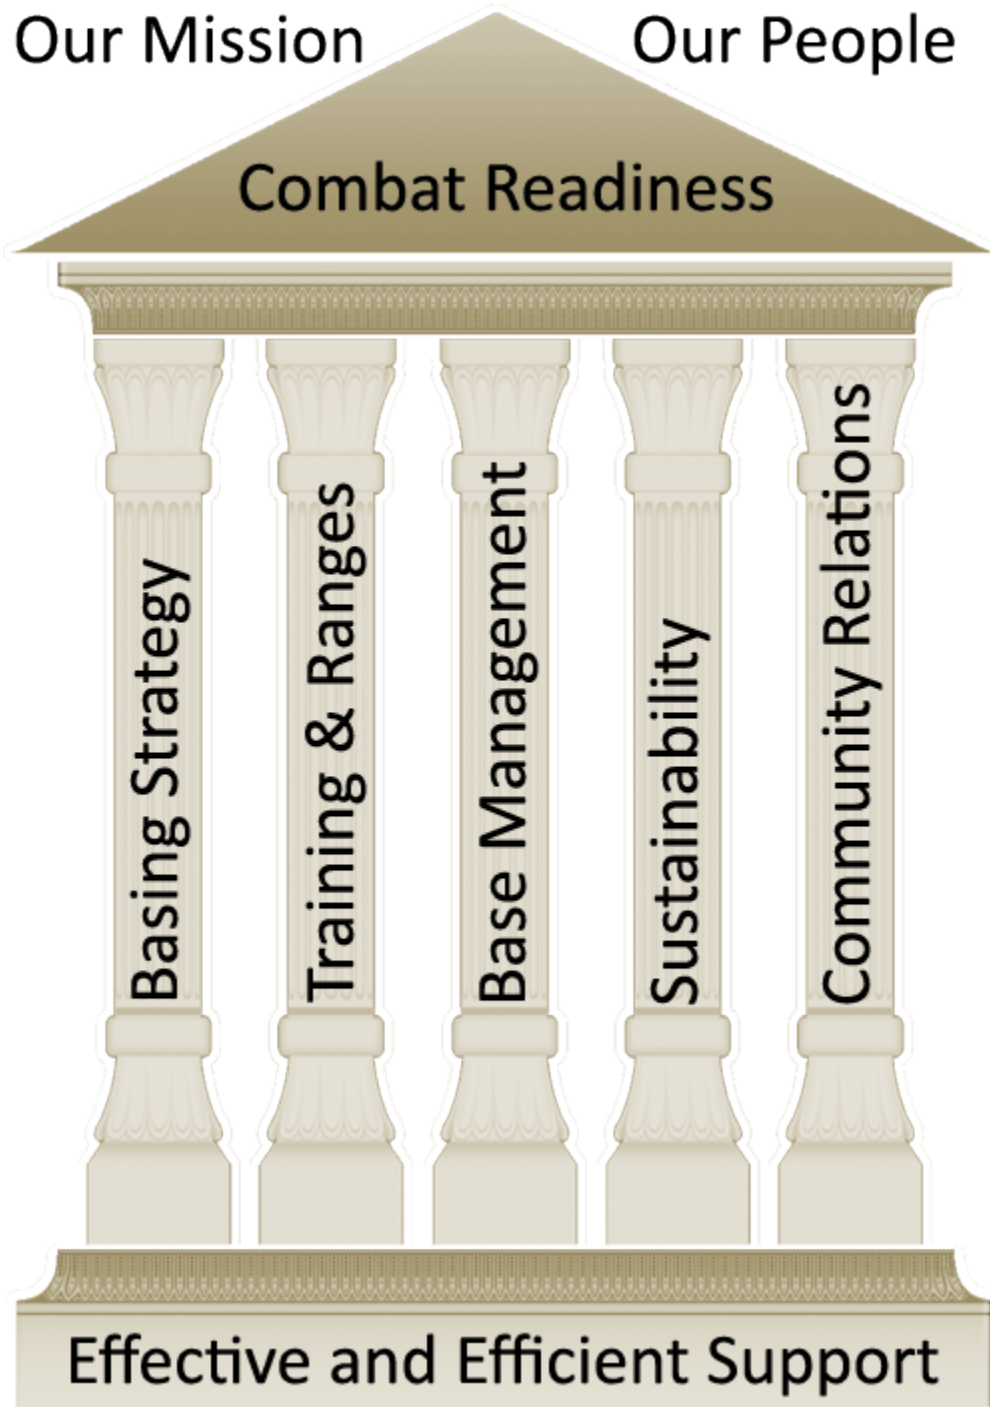 Our Mission
Our People
Combat Readiness
Basing Strategy
Training & Ranges
Base Management
Sustainability
Community Relations
Effective and Efficient Support